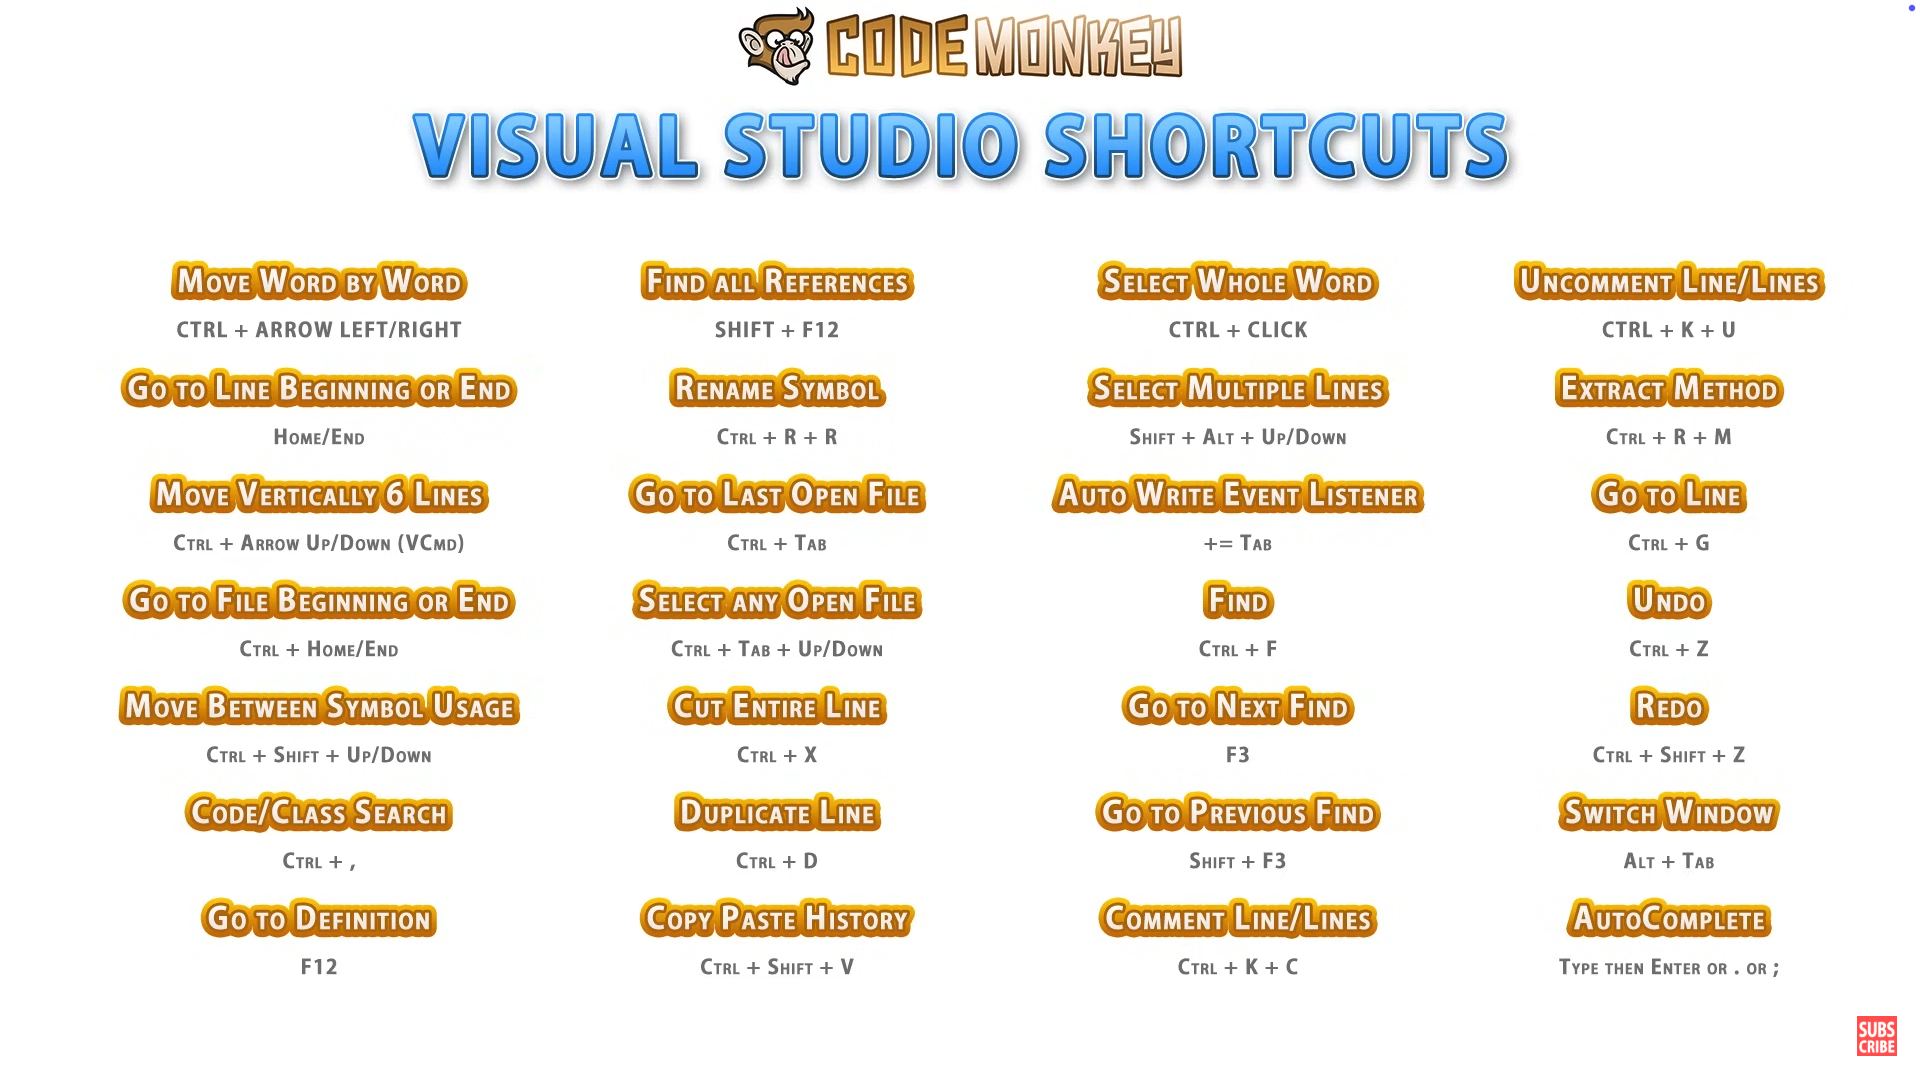 CODE MONKEY
VISUAL STUDIO SHORTCUTS
MOVE WORD BY WORD
CTRL + ARROW LEFT/RIGHT
GO TO LINE BEGINNING OR END
HOME/END
MOVE VERTICALLY 6 LINES
CTRL + ARROW UP/DOWN (VCMD)
GO TO FILE BEGINNING OR END
CTRL + HOME/END
MOVE BETWEEN SYMBOL USAGE
CTRL + SHIFT + UP/DOWN
CODE/CLASS SEARCH
CTRL + ,
GO TO DEFINITION
F12
FIND ALL REFERENCES
SHIFT + F12
RENAME SYMBOL
CTRL + R + R
GO TO LAST OPEN FILE
CTRL + TAB
SELECT ANY OPEN FILE
CTRL + TAB + UP/DOWN
CUT ENTIRE LINE
CTRL + X
DUPLICATE LINE
CTRL + D
COPY PASTE HISTORY
CTRL + SHIFT + V
SELECT WHOLE WORD
CTRL + CLICK
SELECT MULTIPLE LINES
SHIFT + ALT + UP/DOWN
AUTO WRITE EVENT LISTENER
+= TAB
FIND
CTRL + F
GO TO NEXT FIND
F3
GO TO PREVIOUS FIND
SHIFT + F3
COMMENT LINE/LINES
CTRL + K + C
UNCOMMENT LINE/LINES
CTRL + K + U
EXTRACT METHOD
CTRL + R + M
GO TO LINE
CTRL + G
UNDO
CTRL + Z
REDO
CTRL + SHIFT + Z
SWITCH WINDOW
ALT + TAB
AUTOCOMPLETE
TYPE THEN ENTER OR . OR ;
SUBS
CRIBE